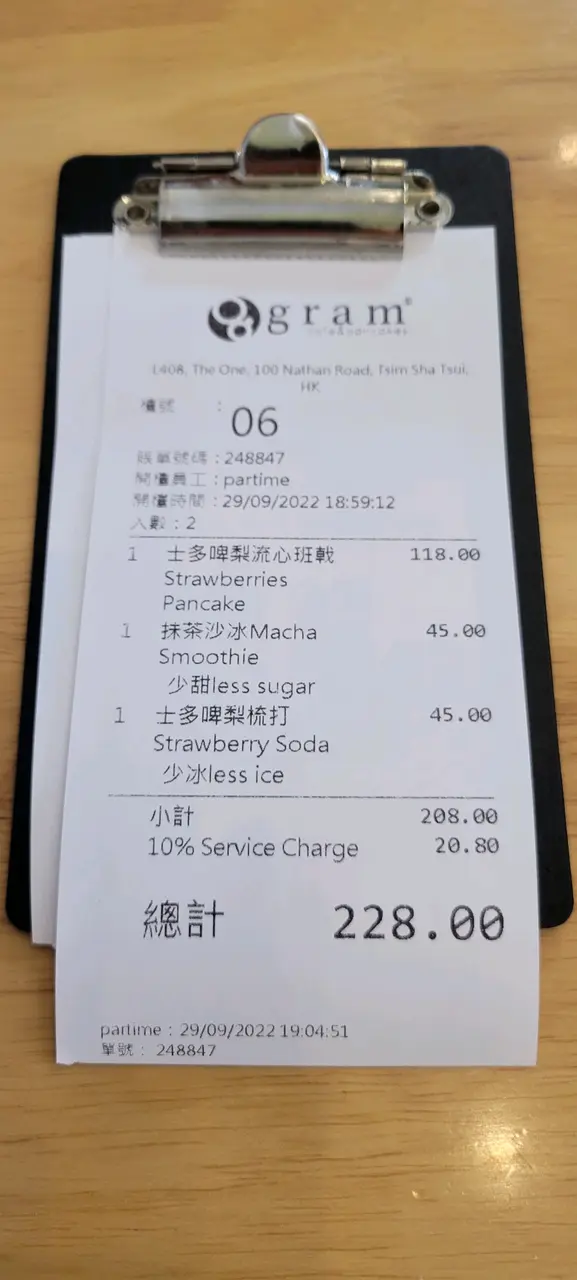 gram
L408, The One, 100 Nathan Road, Tsim Sha Tsui,
HK
檯號 : 06
賬單號碼 : 248847
開檯員工 : partime
開檯時間 : 29/09/2022 18:59:12
人數 : 2
1 士多啤梨流心班戟 118.00
Strawberries
Pancake
1 抹茶沙冰Macha 45.00
Smoothie
少甜less sugar
1 士多啤梨梳打 45.00
Strawberry Soda
少冰less ice
小計 208.00
10% Service Charge 20.80
總計 228.00
partime : 29/09/2022 19:04:51
單號 : 248847